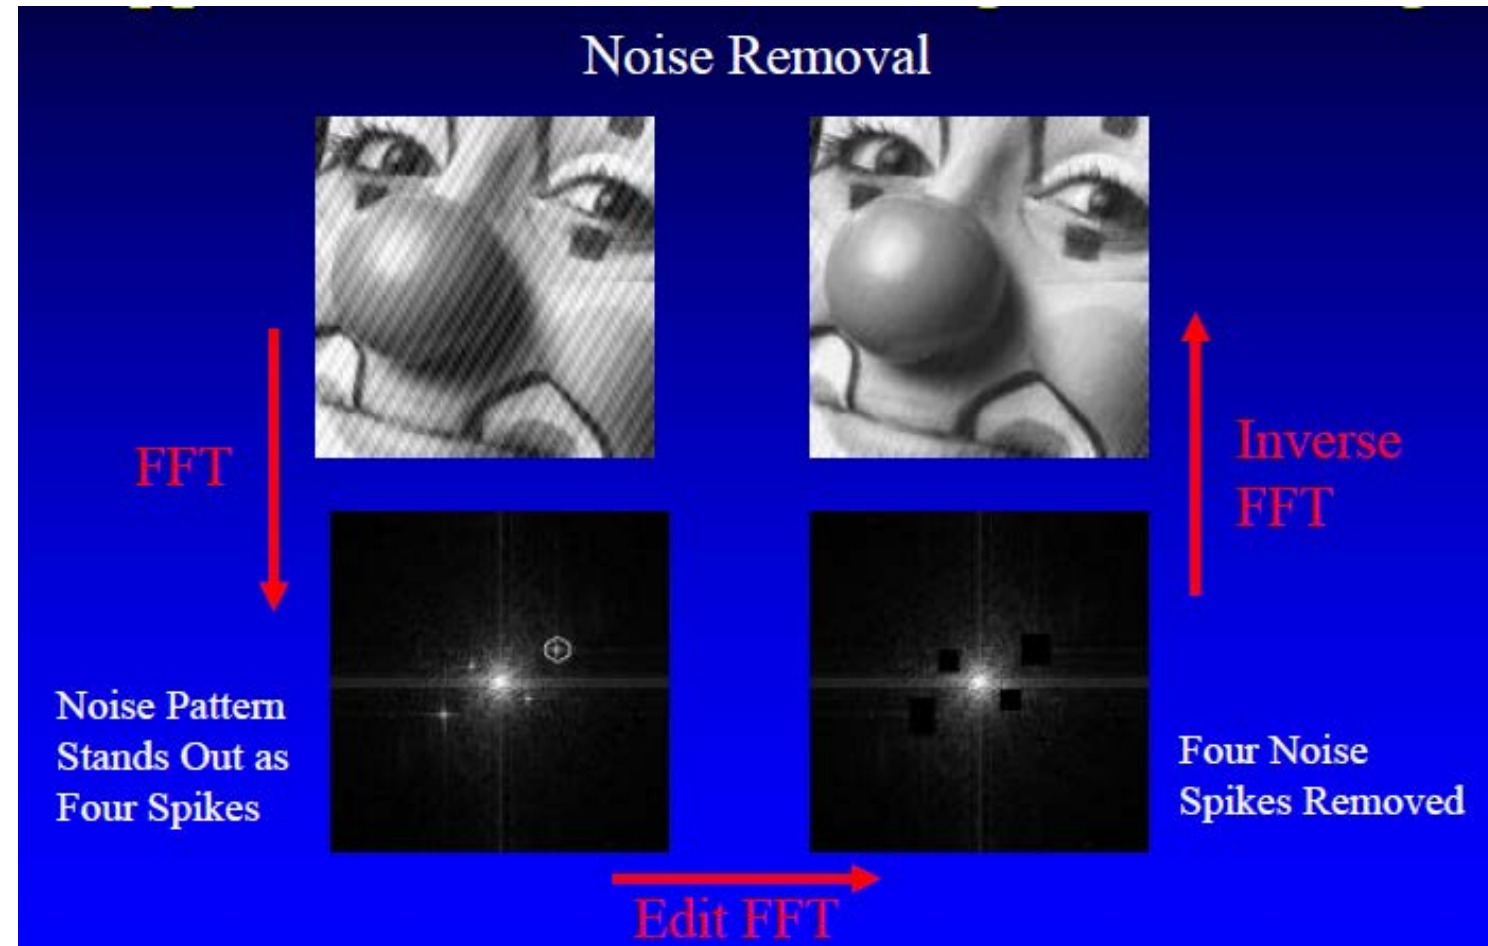 Noise Removal
FFT
Inverse
FFT
Noise Pattern
Stands Out as
Four Spikes
Four Noise
Spikes Removed
Edit FFT